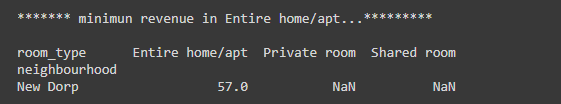 ******* minimun revenue in Entire home/apt...*********
room_type Entire home/apt Private room Shared room
neighbourhood
New Dorp 57.0 NaN NaN